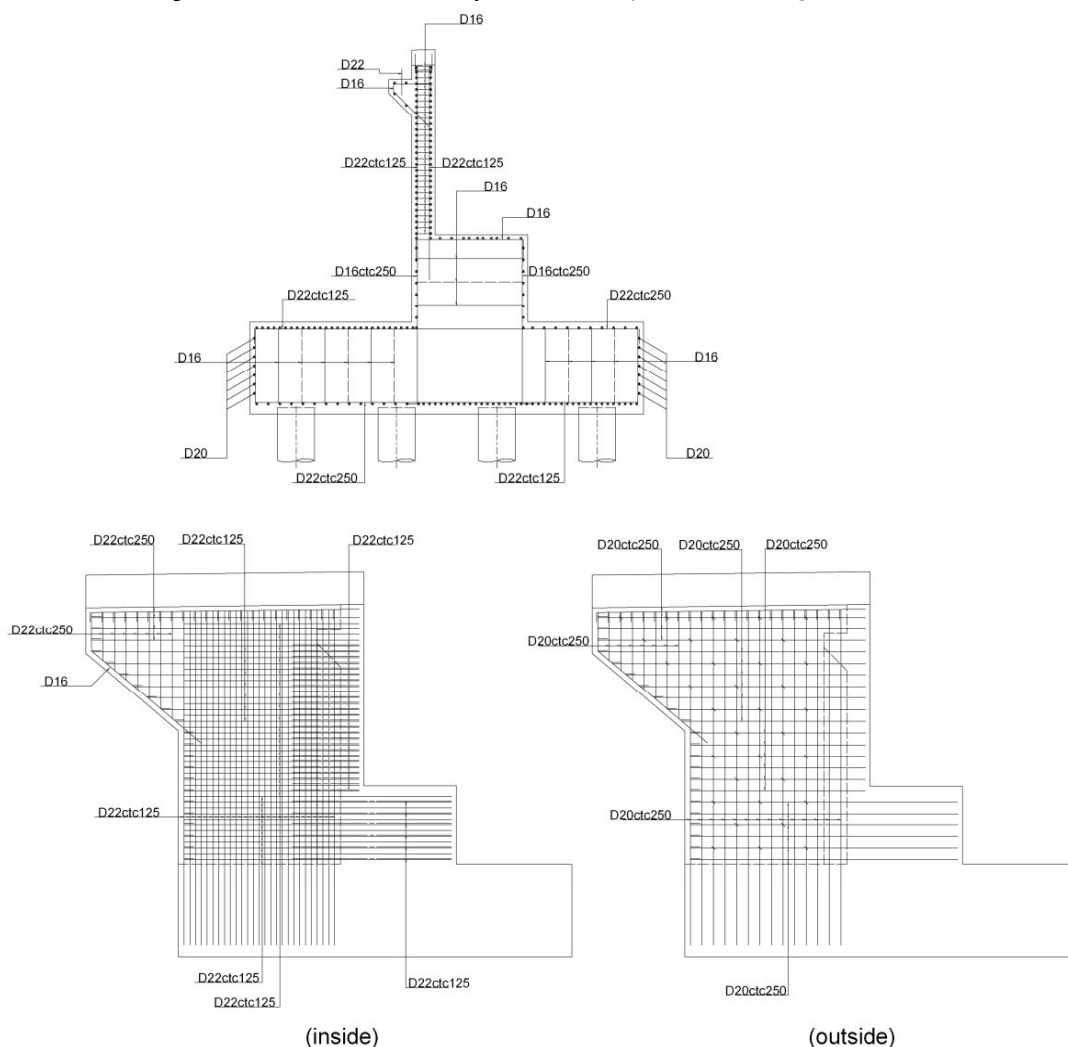 D16
D22
D16
D22ctc125 D22ctc125
D16
D16
D16ctc250 D16ctc250
D22ctc125 D22ctc250
D16 D16
D20 D20
D22ctc250 D22ctc125
D22ctc250 D22ctc125 D22ctc125
D20ctc250 D20ctc250 D20ctc250
D22ctc250
D20ctc250
D16
D22ctc125
D20ctc250
D22ctc125 D22ctc125
D22ctc125
D20ctc250
(inside) (outside)